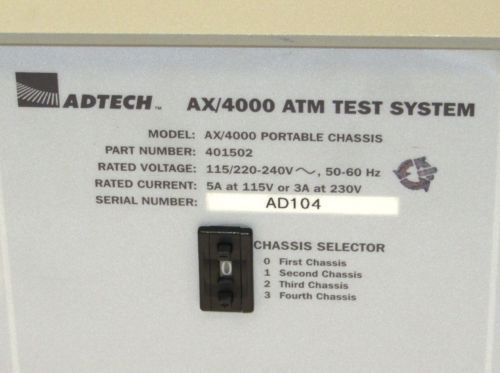 ADTECH™ AX/4000 ATM TEST SYSTEM
MODEL: AX/4000 PORTABLE CHASSIS
PART NUMBER: 401502
RATED VOLTAGE: 115/220-240V～, 50-60 Hz
RATED CURRENT: 5A at 115V or 3A at 230V
SERIAL NUMBER: AD104
CHASSIS SELECTOR
0 First Chassis
0 1 Second Chassis
2 Third Chassis
3 Fourth Chassis